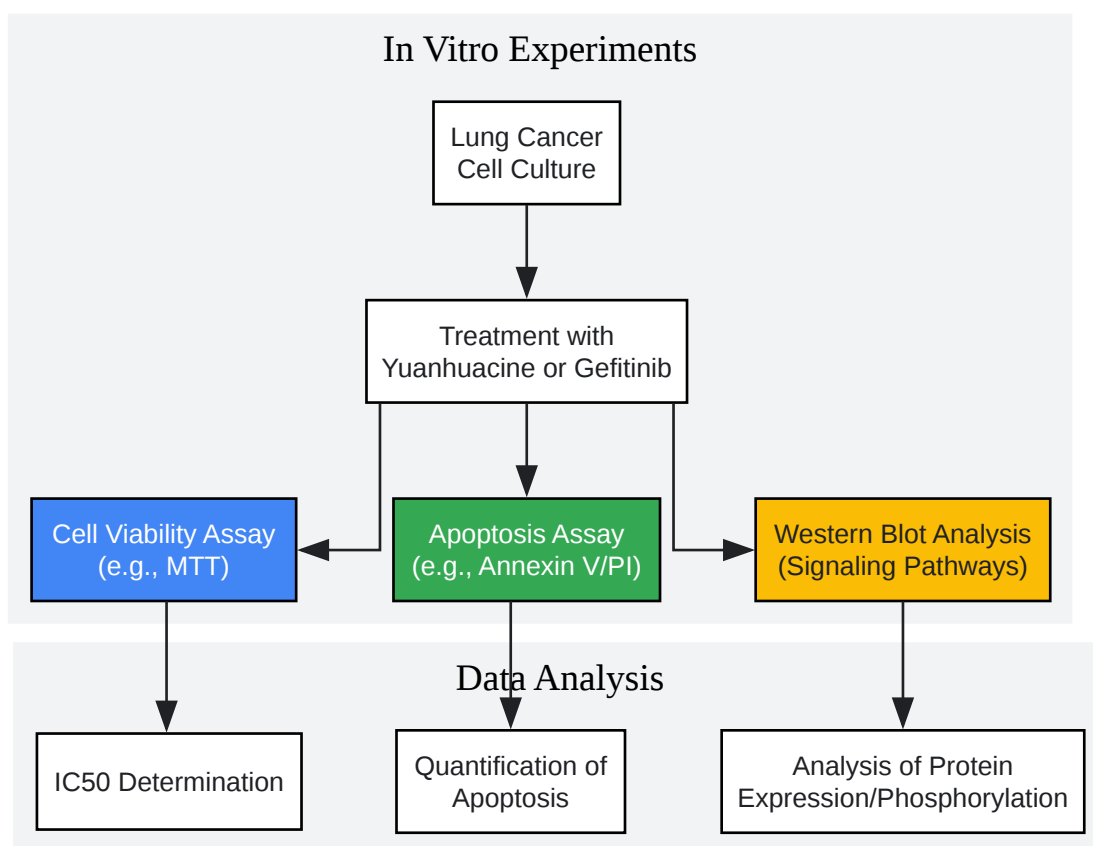 In Vitro Experiments
Lung Cancer
Cell Culture
Treatment with
Yuanhuacine or Gefitinib
Cell Viability Assay
(e.g., MTT)
Apoptosis Assay
(e.g., Annexin V/PI)
Western Blot Analysis
(Signaling Pathways)
Data Analysis
IC50 Determination
Quantification of
Apoptosis
Analysis of Protein
Expression/Phosphorylation